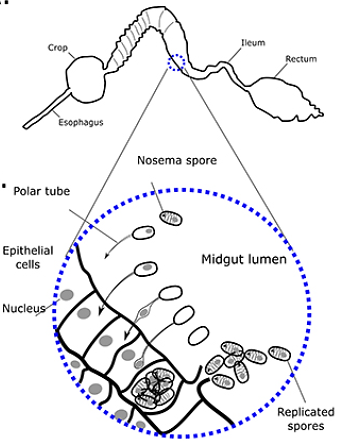 Crop
Ileum
Rectum
Esophagus
Nosema spore
Polar tube
Epithelial
cells
Midgut lumen
Nucleus
Replicated
spores